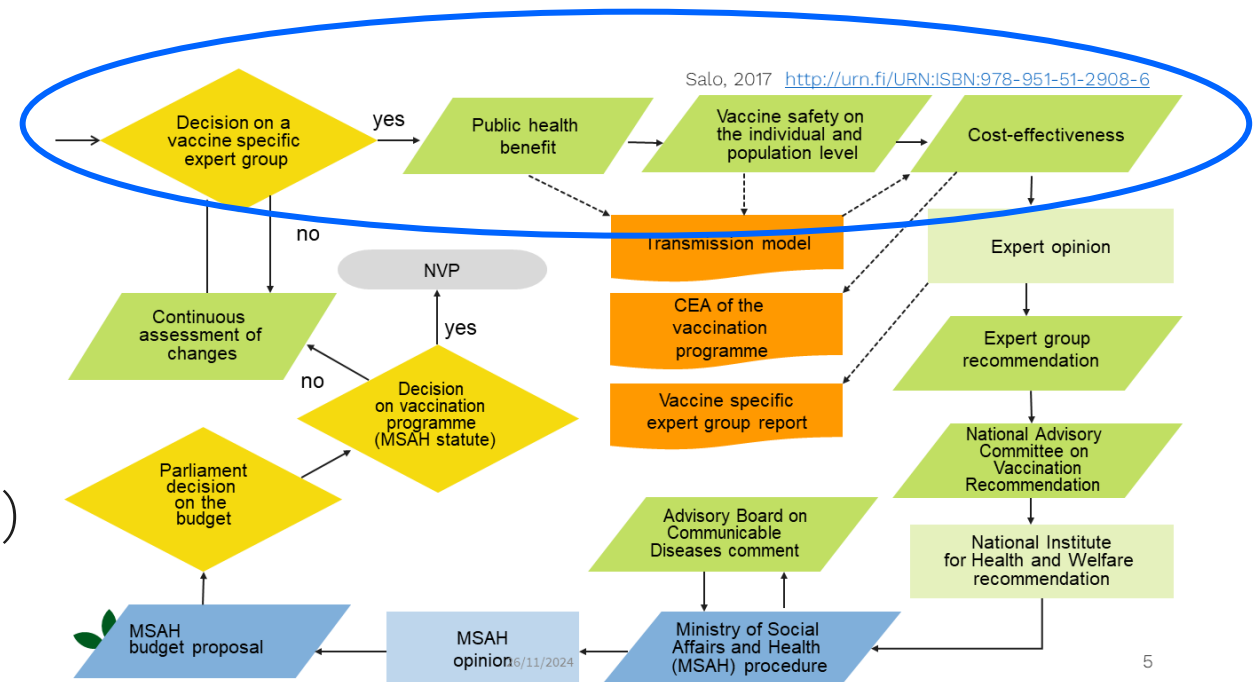 Salo, 2017 http://urn.fi/URN:ISBN:978-951-51-2908-6
Decision on a
vaccine specific
expert group
yes
Public health
benefit
Vaccine safety on
the individual and
population level
Cost-effectiveness
no
Transmission model
Expert opinion
NVP
Continuous
assessment of
changes
yes
CEA of the
vaccination
programme
Expert group
recommendation
no
Decision
on vaccination
programme
(MSAH statute)
Vaccine specific
expert group report
National Advisory
Committee on
Vaccination
Recommendation
Parliament
decision
on the
budget
)
Advisory Board on
Communicable
Diseases comment
National Institute
for Health and Welfare
recommendation
MSAH
budget proposal
MSAH
opinion
26/11/2024
Ministry of Social
Affairs and Health
(MSAH) procedure
5